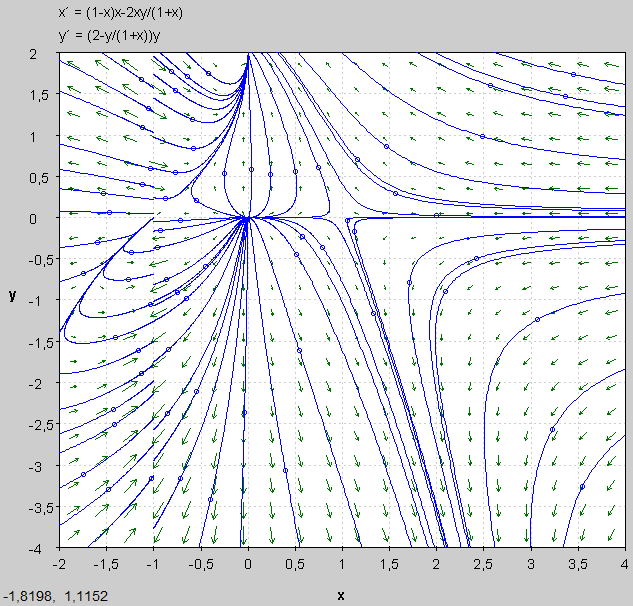 x´ = (1-x)x-2xy/(1+x)
y´ = (2-y/(1+x))y
2
1,5
1
0,5
0
-0,5
y
-1
-1,5
-2
-2,5
-3
-3,5
-4
-2 -1,5 -1 -0,5 0 0,5 1 1,5 2 2,5 3 3,5 4
-1,8198, 1,1152 x